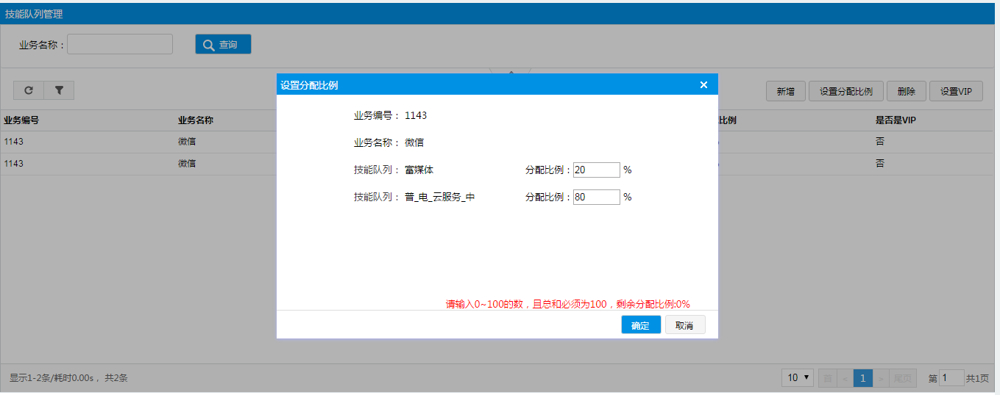 技能队列管理
业务名称：
查询
新增 设置分配比例 删除 设置VIP
业务编号 业务名称 比例 是否是VIP
1143 微信 否
1143 微信 否
设置分配比例
业务编号： 1143
业务名称： 微信
技能队列： 富媒体 分配比例：20 %
技能队列： 普_电_云服务_中 分配比例：80 %
请输入0~100的数，且总和必须为100，剩余分配比例:0%
确定 取消
显示1-2条/耗时0.00s， 共2条 10 首 < 1 > 尾页 第 1 共1页